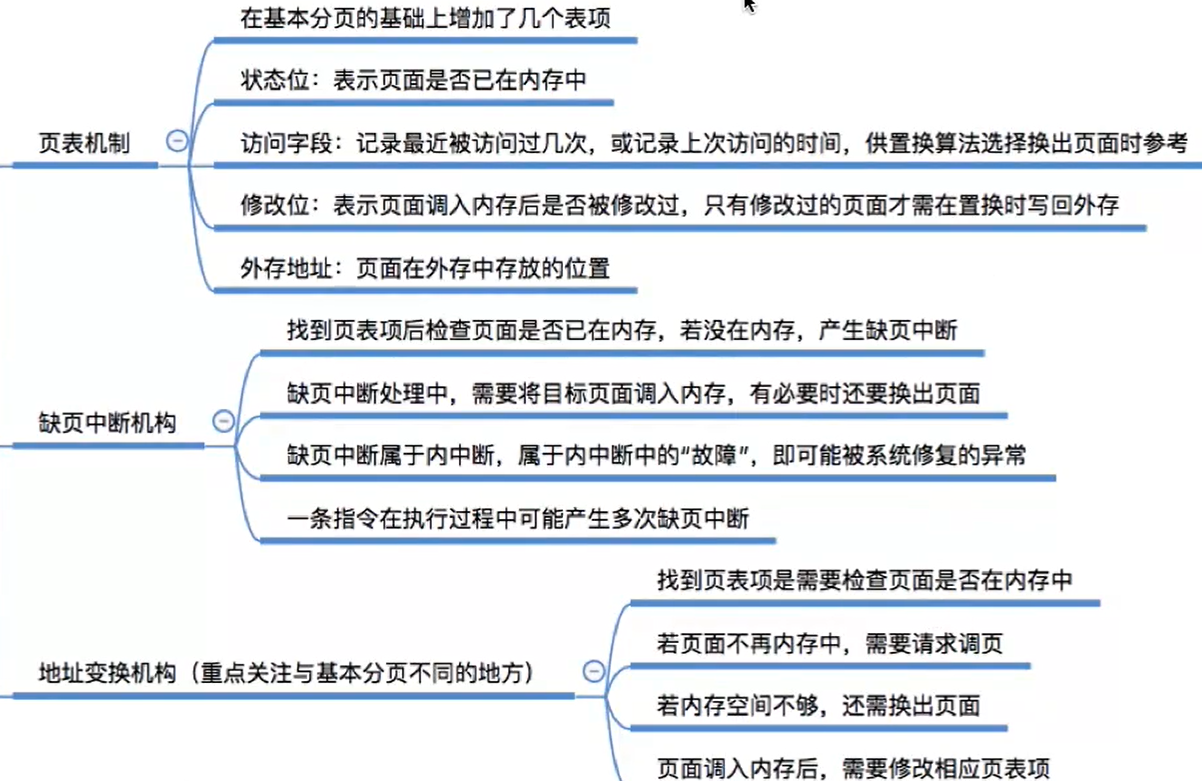 在基本分页的基础上增加了几个表项
状态位：表示页面是否已在内存中
页表机制
访问字段：记录最近被访问过几次，或记录上次访问的时间，供置换算法选择换出页面时参考
修改位：表示页面调入内存后是否被修改过，只有修改过的页面才需在置换时写回外存
外存地址：页面在外存中存放的位置
找到页表项后检查页面是否已在内存，若没在内存，产生缺页中断
缺页中断处理中，需要将目标页面调入内存，有必要时还要换出页面
缺页中断机构
缺页中断属于内中断，属于内中断中的“故障”，即可能被系统修复的异常
一条指令在执行过程中可能产生多次缺页中断
找到页表项是需要检查页面是否在内存中
若页面不再内存中，需要请求调页
地址变换机构（重点关注与基本分页不同的地方）
若内存空间不够，还需换出页面
页面调入内存后，需要修改相应页表项